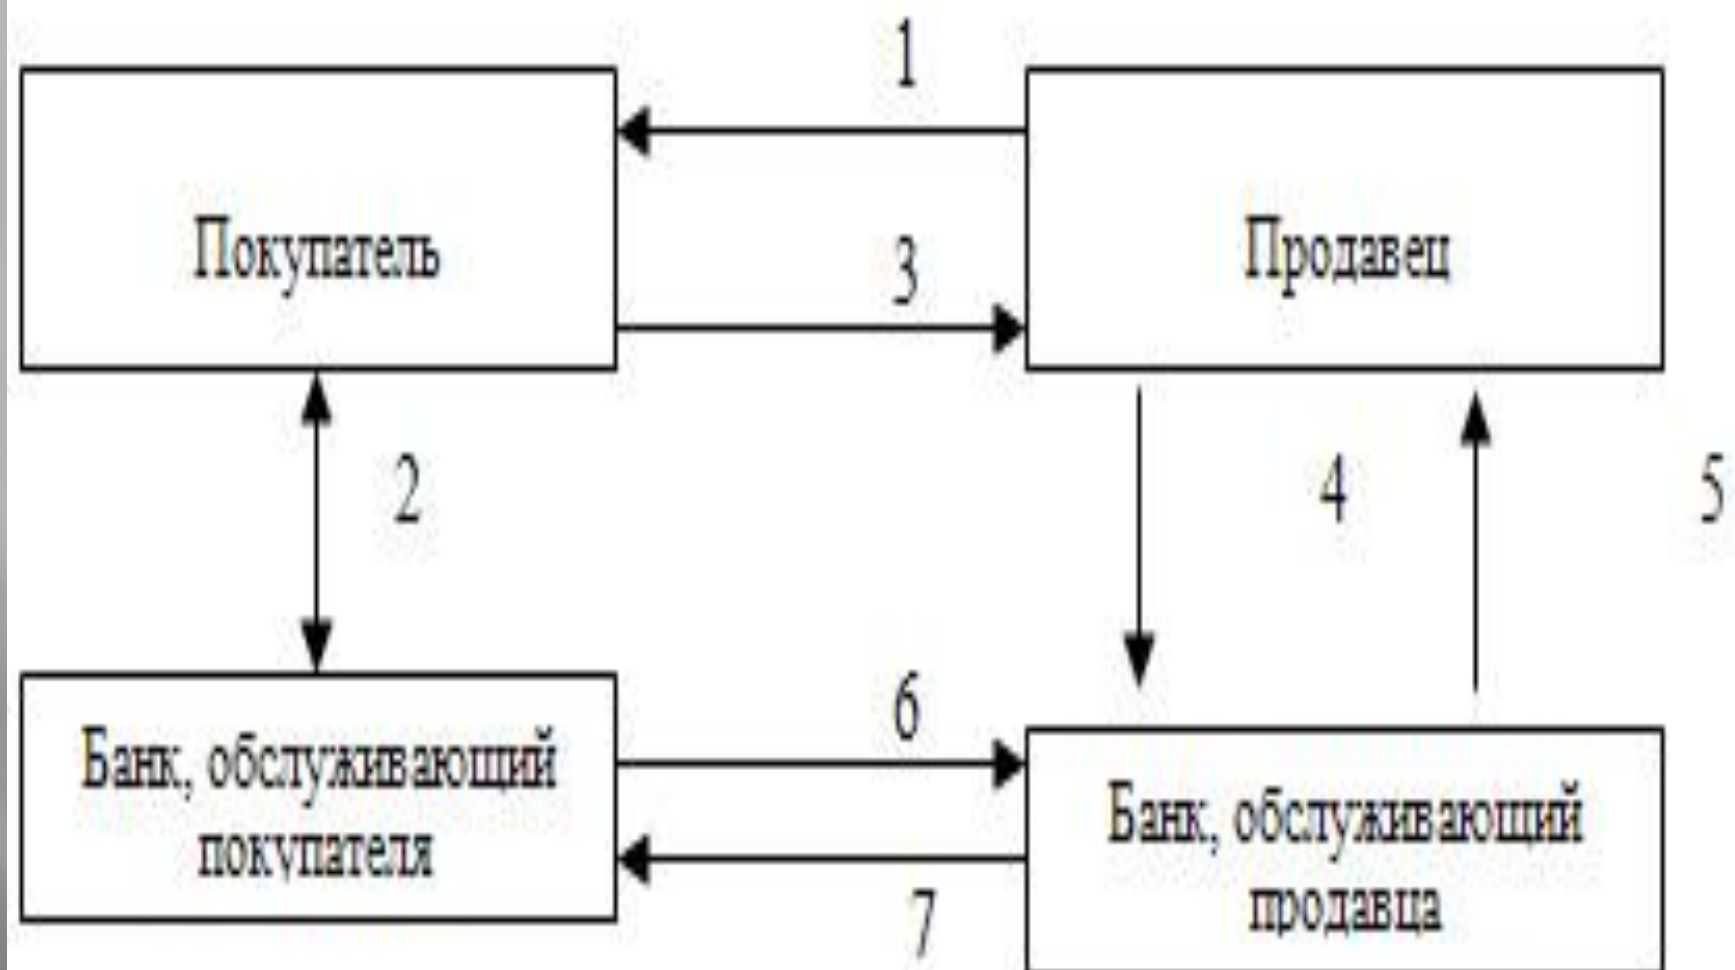 1
Покупатель
Продавец
3
2
4
5
6
Банк, обслуживающий
покупателя
Банк, обслуживающий
продавца
7